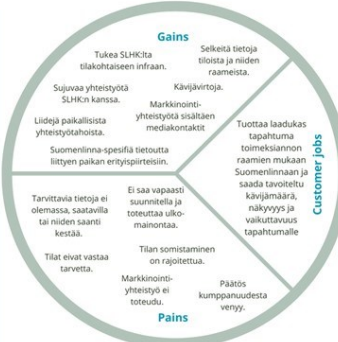 Gains
Tukea SLHK:lta
tilakohtaiseen infraan.
Selkeitä tietoja
tiloista ja niiden
raameista.
Sujuvaa yhteistyötä
SLHK:n kanssa.
Kävijävirtoja.
Markkinointi-
yhteistyötä sisältäen
mediakontaktit
Liidejä paikallisista
yhteistyötahoista.
Suomenlinna-spesifiä tietoutta
liittyen paikan erityispiirteisiin.
Tuottaa laadukas
tapahtuma
toimeksiannon
raamien mukaan
Suomenlinnaan ja
saada tavoiteltu
kävijämäärä,
näkyvyys ja
vaikuttavuus
tapahtumalle
Customer jobs
Tarvittavia tietoja ei
olemassa, saatavilla
tai niiden saanti
kestää.
Ei saa vapaasti
suunnitella ja
toteuttaa ulko-
mainontaa.
Tilat eivat vastaa
tarvetta.
Tilan somistaminen
on rajoitettua.
Markkinointi-
yhteistyö ei
toteudu.
Päätös
kumppanuudesta
venyy.
Pains